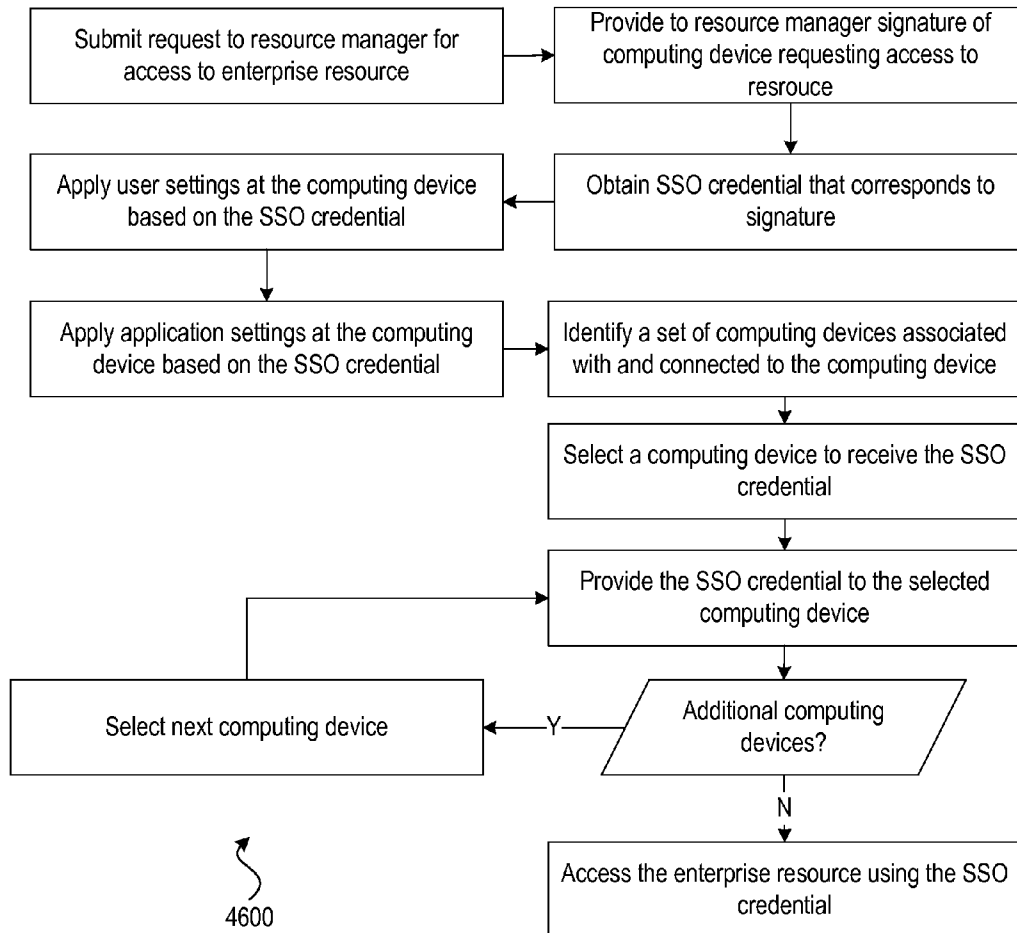 Submit request to resource manager for
access to enterprise resource
Provide to resource manager signature of
computing device requesting access to
resrouce
Obtain SSO credential that corresponds to
signature
Apply user settings at the computing device
based on the SSO credential
Apply application settings at the computing
device based on the SSO credential
Identify a set of computing devices associated
with and connected to the computing device
Select a computing device to receive the SSO
credential
Provide the SSO credential to the selected
computing device
Additional computing
devices?
Y
Select next computing device
N
Access the enterprise resource using the SSO
credential
4600